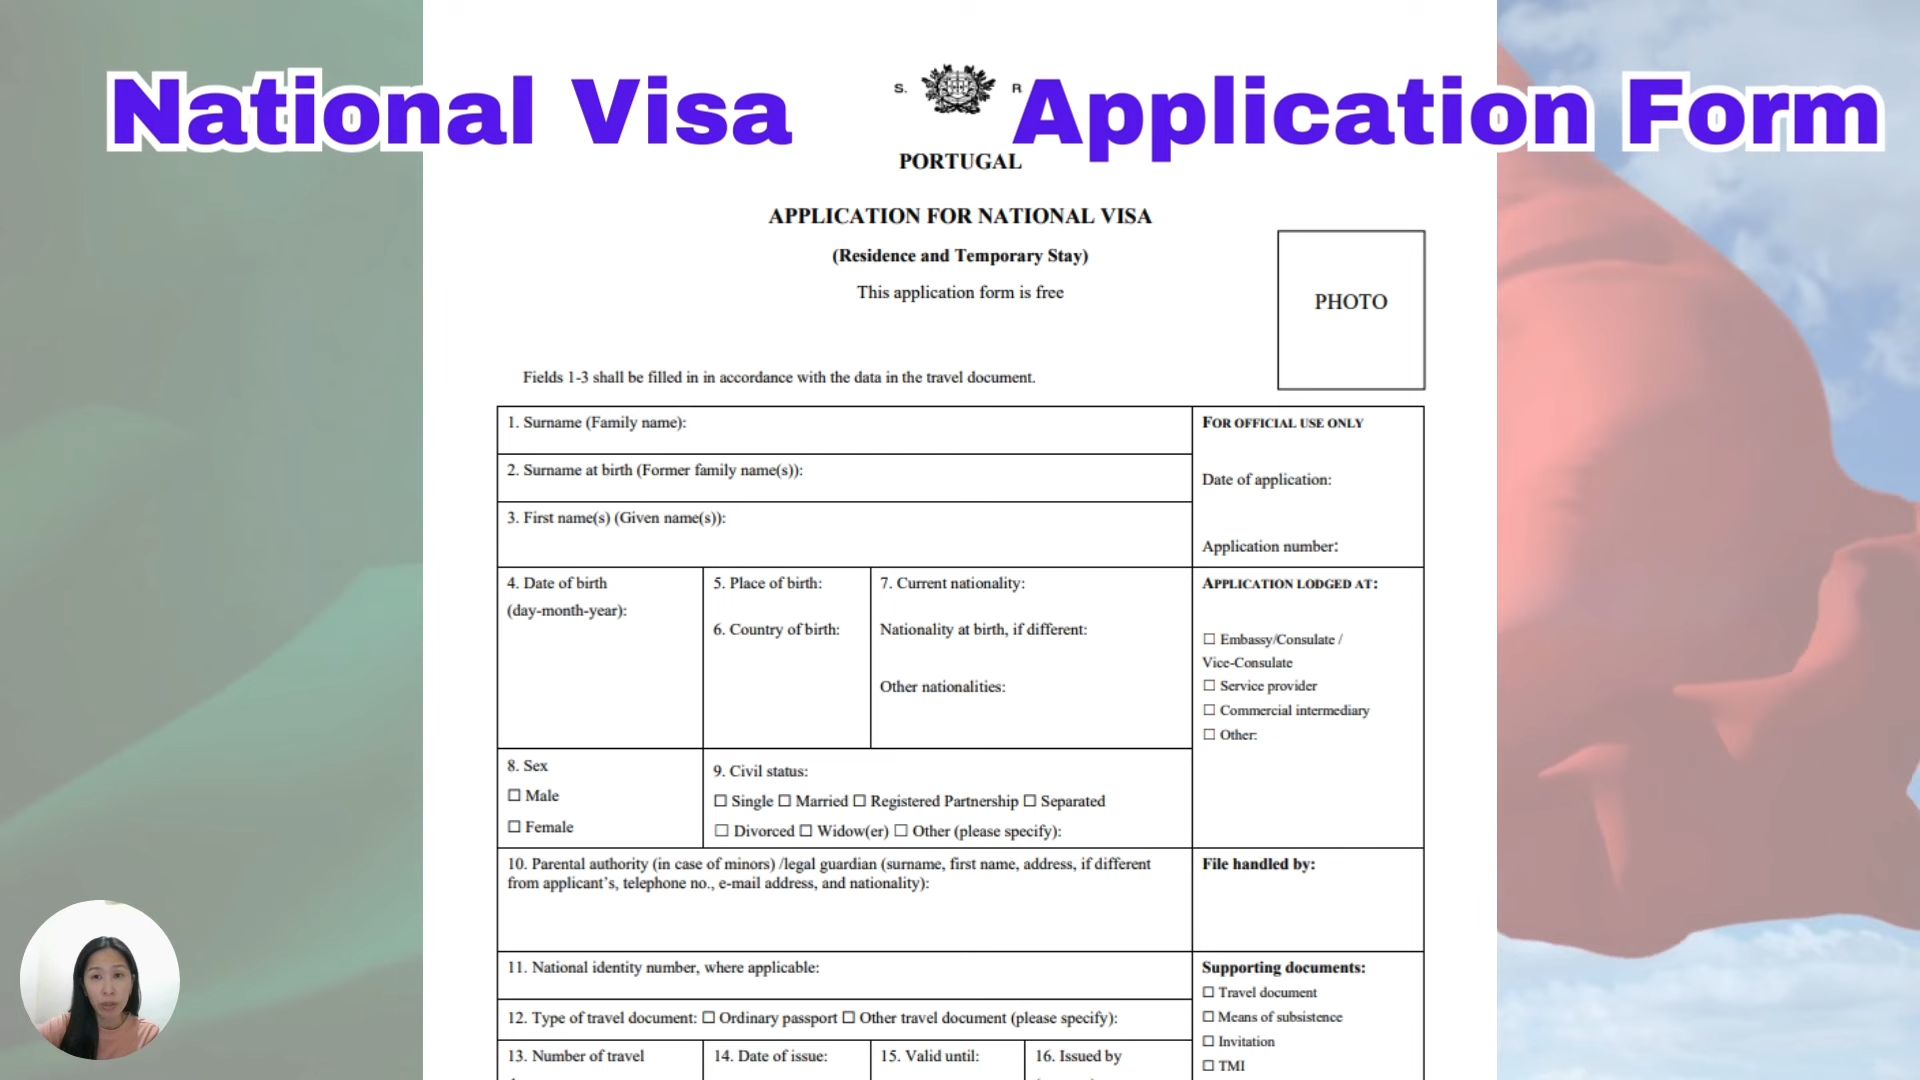 National Visa Application Form
S. R
PORTUGAL
APPLICATION FOR NATIONAL VISA
(Residence and Temporary Stay)
This application form is free
PHOTO
Fields 1-3 shall be filled in in accordance with the data in the travel document.
1. Surname (Family name):
2. Surname at birth (Former family name(s)):
3. First name(s) (Given name(s)):
FOR OFFICIAL USE ONLY
Date of application:
Application number:
4. Date of birth
(day-month-year):
5. Place of birth:
6. Country of birth:
7. Current nationality:
Nationality at birth, if different:
Other nationalities:
APPLICATION LODGED AT:
☐ Embassy/Consulate /
Vice-Consulate
☐ Service provider
☐ Commercial intermediary
☐ Other:
8. Sex
☐ Male
☐ Female
9. Civil status:
☐ Single ☐ Married ☐ Registered Partnership ☐ Separated
☐ Divorced ☐ Widow(er) ☐ Other (please specify):
10. Parental authority (in case of minors) /legal guardian (surname, first name, address, if different
from applicant's, telephone no., e-mail address, and nationality):
File handled by:
11. National identity number, where applicable:
12. Type of travel document: ☐ Ordinary passport ☐ Other travel document (please specify):
13. Number of travel
14. Date of issue:
15. Valid until:
16. Issued by
Supporting documents:
☐ Travel document
☐ Means of subsistence
☐ Invitation
☐ TMI